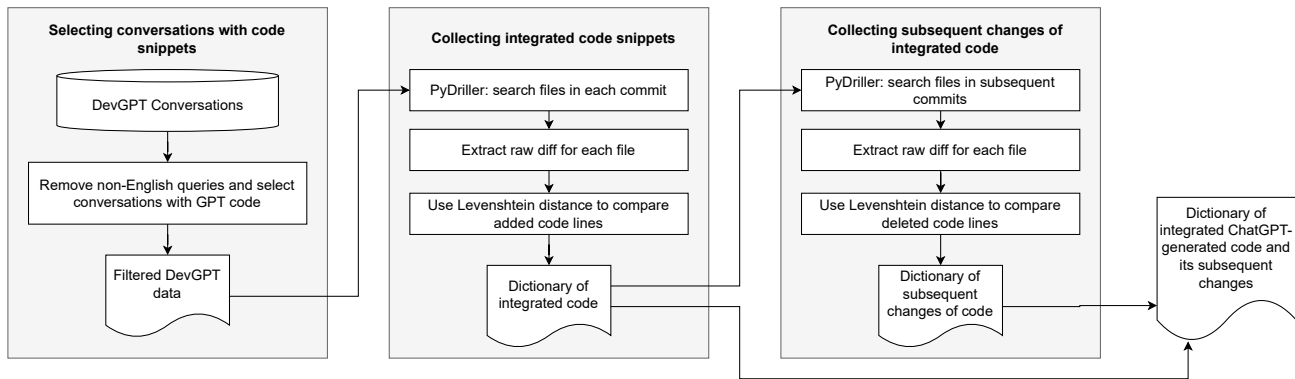 Selecting conversations with code
snippets
DevGPT Conversations
Remove non-English queries and select
conversations with GPT code
Filtered DevGPT
data
Collecting integrated code snippets
PyDriller: search files in each commit
Extract raw diff for each file
Use Levenshtein distance to compare
added code lines
Dictionary of
integrated code
Collecting subsequent changes of
integrated code
PyDriller: search files in subsequent
commits
Extract raw diff for each file
Use Levenshtein distance to compare
deleted code lines
Dictionary of
subsequent
changes of code
Dictionary of
integrated ChatGPT-
generated code and
its subsequent
changes